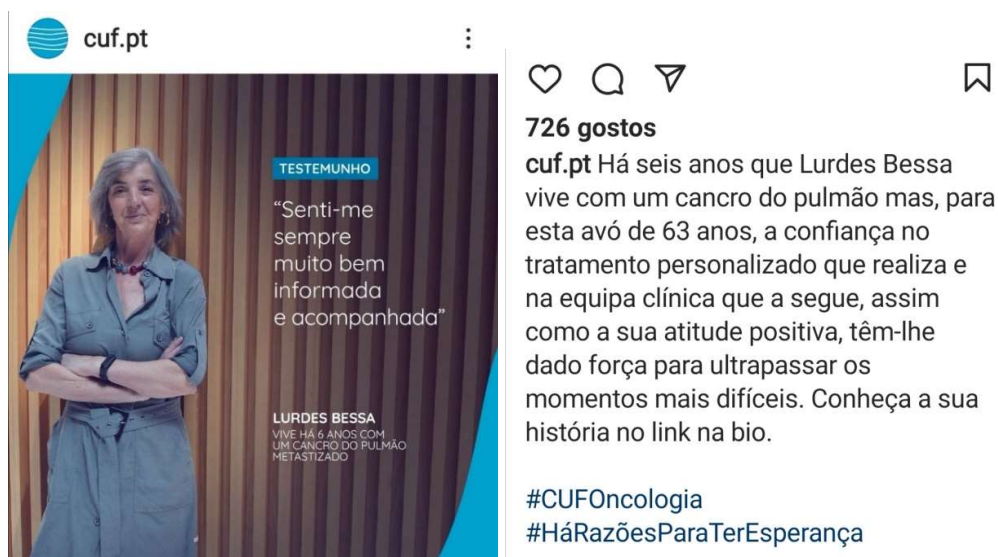 cuf.pt
TESTEMUNHO
“Senti-me
sempre
muito bem
informada
e acompanhada”
LURDES BESSA
VIVE HÁ 6 ANOS COM
UM CANCRO DO PULMÃO
METASTIZADO
726 gostos
cuf.pt Há seis anos que Lurdes Bessa
vive com um cancro do pulmão mas, para
esta avó de 63 anos, a confiança no
tratamento personalizado que realiza e
na equipa clínica que a segue, assim
como a sua atitude positiva, têm-lhe
dado força para ultrapassar os
momentos mais difíceis. Conheça a sua
história no link na bio.
#CUFOncologia
#HáRazõesParaTerEsperança